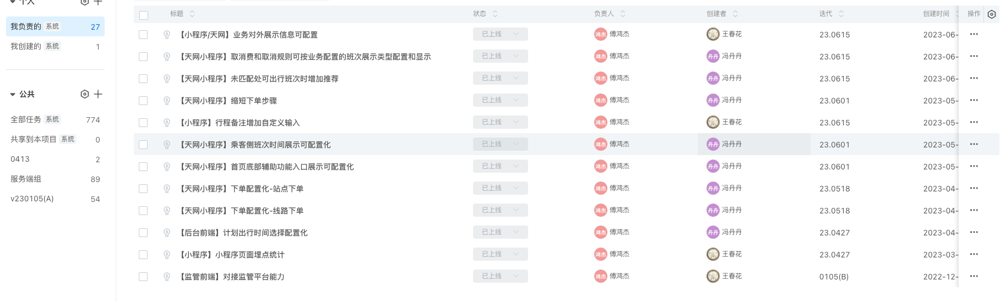 个人
我负责的 系统 27
我创建的 系统 1
公共
全部任务 系统 774
共享到本项目 系统 0
0413 2
服务端组 89
v230105(A) 54
标题 状态 负责人 创建者 迭代 创建时间 操作
【小程序/天网】业务对外展示信息可配置 已上线 鸿杰 傅鸿杰 王春花 23.0615 2023-06-
【天网小程序】取消费和取消规则可按业务配置的班次展示类型配置和显示 已上线 鸿杰 傅鸿杰 丹丹 冯丹丹 23.0615 2023-06-
【天网小程序】未匹配处可出行班次时增加推荐 已上线 鸿杰 傅鸿杰 丹丹 冯丹丹 23.0615 2023-06-
【天网小程序】缩短下单步骤 已上线 鸿杰 傅鸿杰 丹丹 冯丹丹 23.0601 2023-05-
【小程序】行程备注增加自定义输入 已上线 鸿杰 傅鸿杰 王春花 23.0615 2023-05-
【天网小程序】乘客侧班次时间展示可配置化 已上线 鸿杰 傅鸿杰 丹丹 冯丹丹 23.0601 2023-05-
【天网小程序】首页底部辅助功能入口展示可配置化 已上线 鸿杰 傅鸿杰 丹丹 冯丹丹 23.0601 2023-05-
【天网小程序】下单配置化-站点下单 已上线 鸿杰 傅鸿杰 丹丹 冯丹丹 23.0518 2023-04-
【天网小程序】下单配置化-线路下单 已上线 鸿杰 傅鸿杰 丹丹 冯丹丹 23.0518 2023-04-
【后台前端】计划出行时间选择配置化 已上线 鸿杰 傅鸿杰 丹丹 冯丹丹 23.0427 2023-04-
【小程序】小程序页面埋点统计 已上线 鸿杰 傅鸿杰 王春花 23.0427 2023-03-
【监管前端】对接监管平台能力 已上线 鸿杰 傅鸿杰 王春花 0105(B) 2022-12-